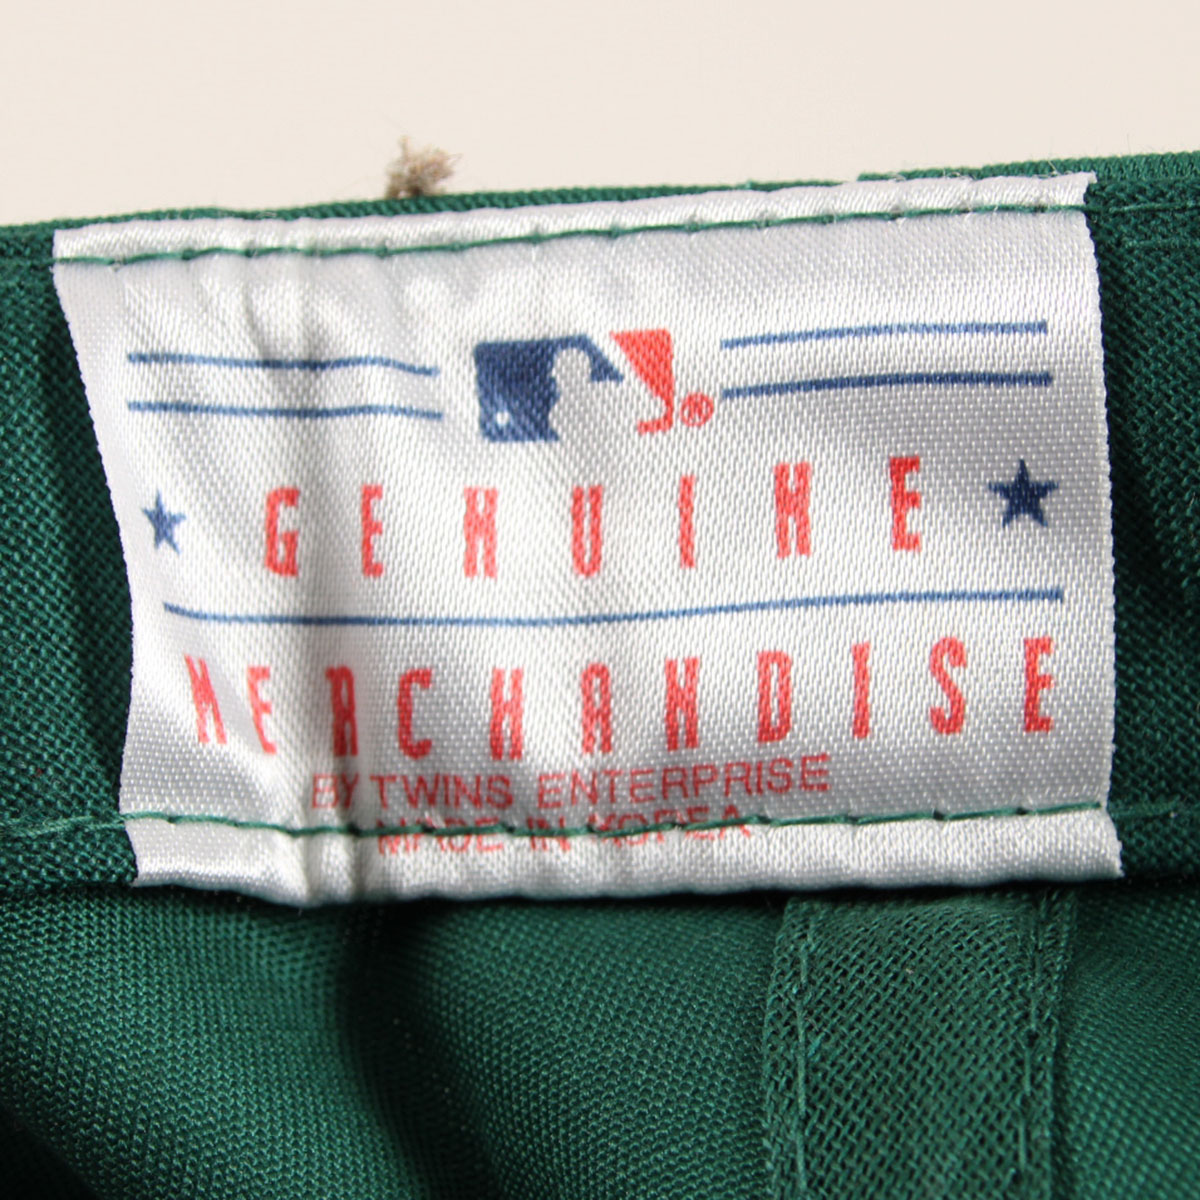 ®
GENUINE
MERCHANDISE
BY TWINS ENTERPRISE
MADE IN KOREA